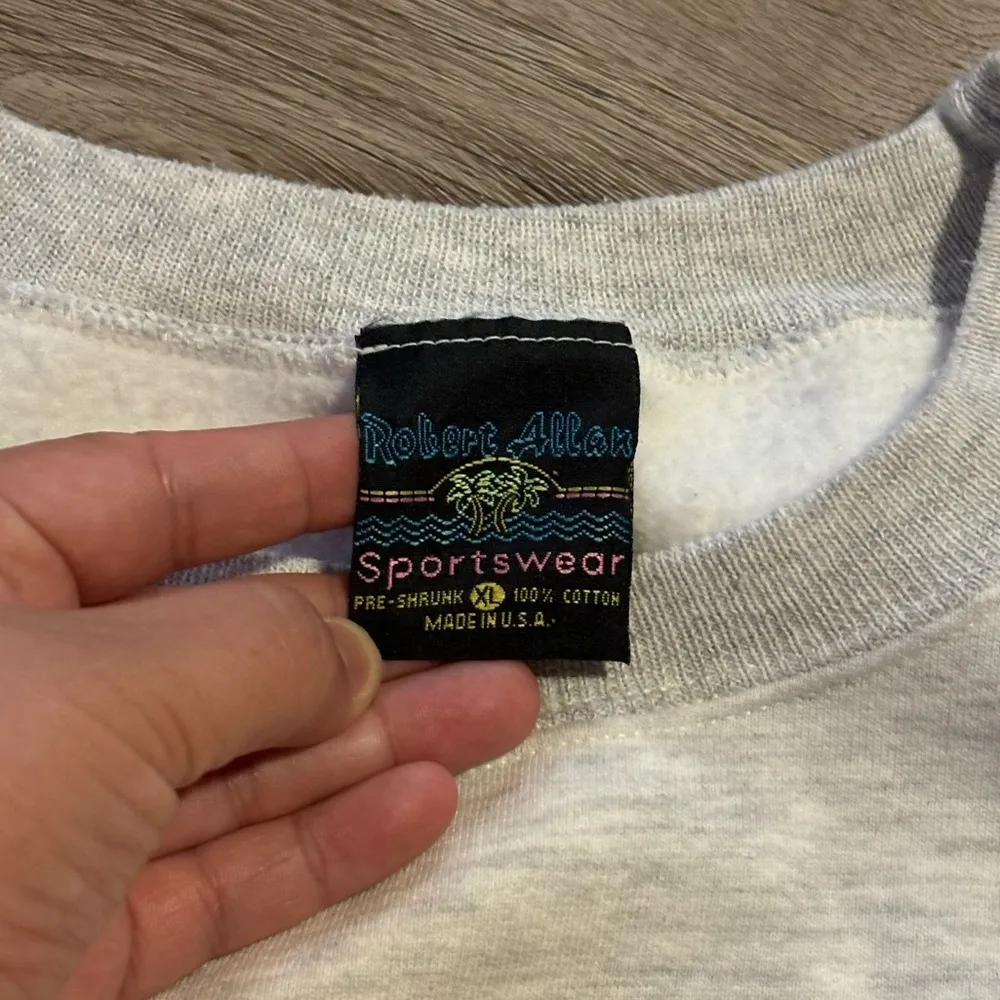 Robert Allan
Sportswear
PRE-SHRUNK XL 100% COTTON
MADE IN U.S.A.